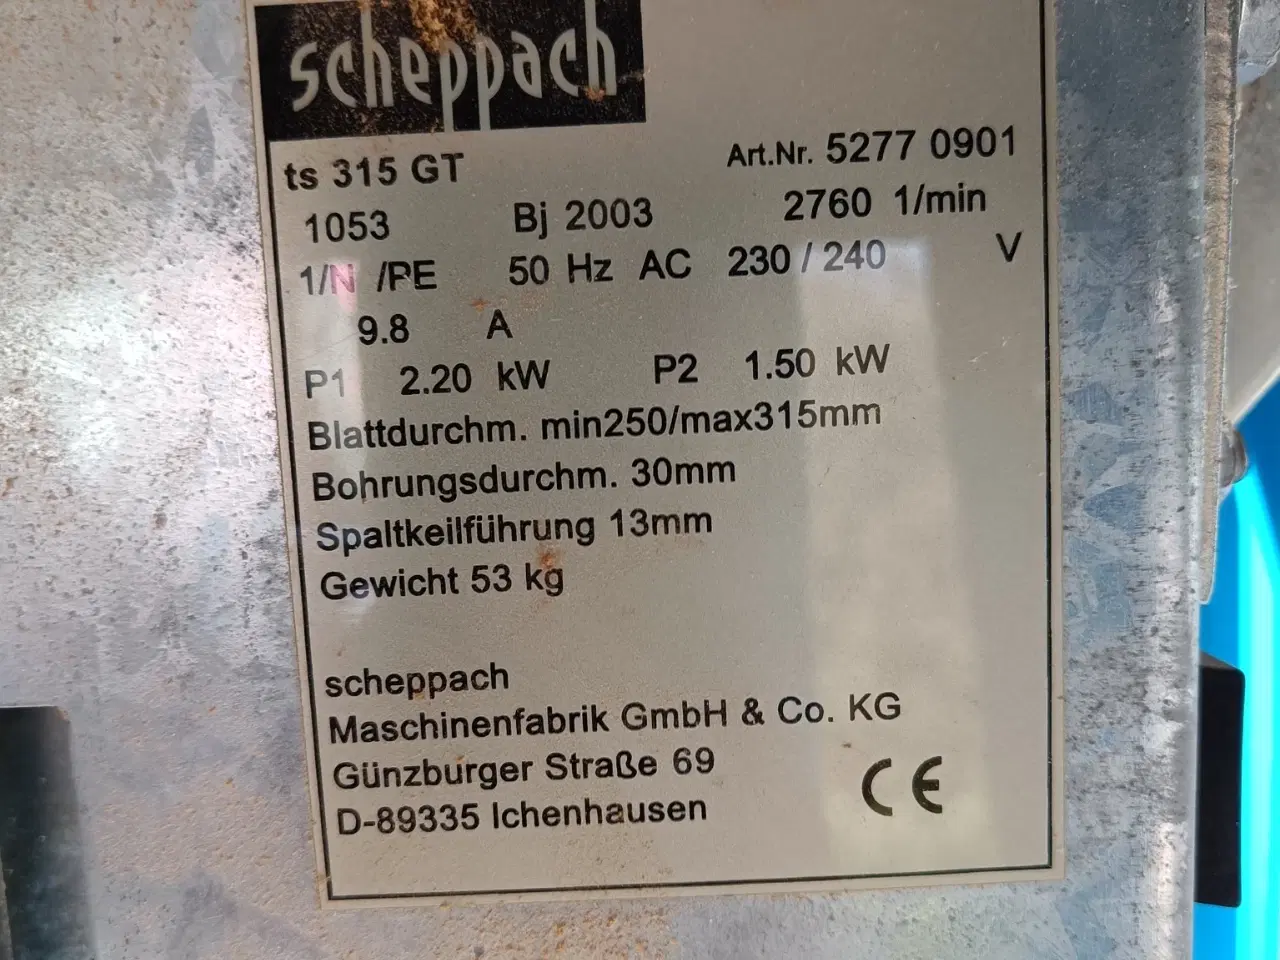 scheppach
ts 315 GT Art.Nr. 5277 0901
1053 Bj 2003 2760 1/min
1/N /PE 50 Hz AC 230 / 240 V
9.8 A
P1 2.20 kW P2 1.50 kW
Blattdurchm. min250/max315mm
Bohrungsdurchm. 30mm
Spaltkeilführung 13mm
Gewicht 53 kg
scheppach
Maschinenfabrik GmbH & Co. KG
Günzburger Straße 69
D-89335 Ichenhausen
CE